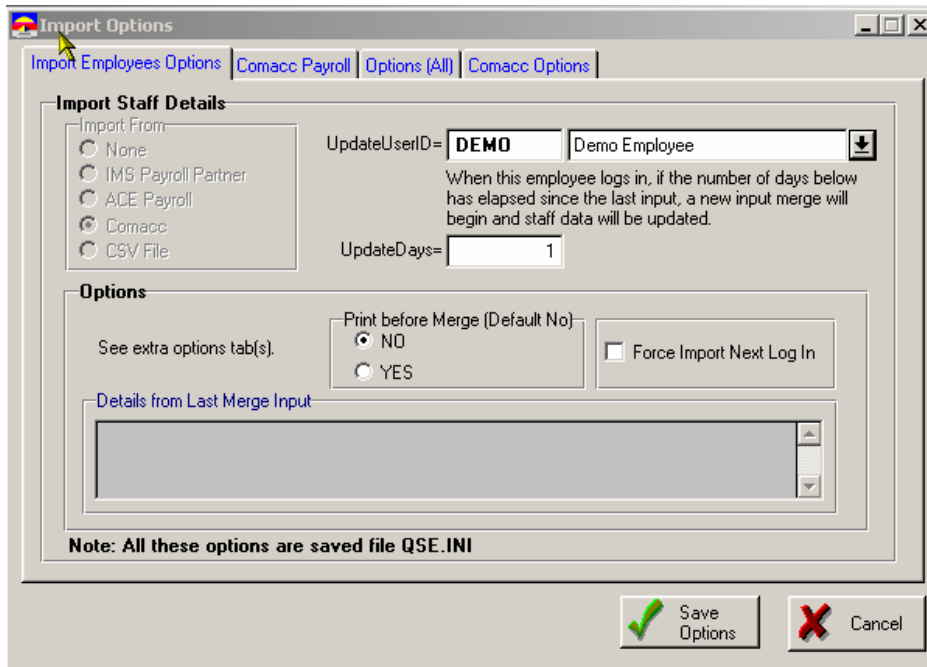 Import Options
Import Employees Options
Comacc Payroll
Options (All)
Comacc Options
Import Staff Details
Import From
None
IMS Payroll Partner
ACE Payroll
Comacc
CSV File
UpdateUserID= DEMO Demo Employee
When this employee logs in, if the number of days below
has elapsed since the last input, a new input merge will
begin and staff data will be updated.
UpdateDays= 1
Options
See extra options tab(s).
Print before Merge (Default No)
NO
YES
Force Import Next Log In
Details from Last Merge Input
Note: All these options are saved file QSE.INI
Save
Options
Cancel